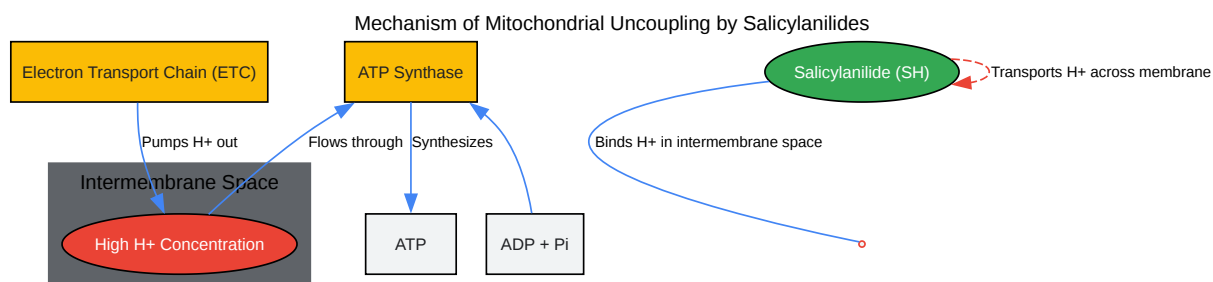 Mechanism of Mitochondrial Uncoupling by Salicylanilides
Electron Transport Chain (ETC)
ATP Synthase
Salicylanilide (SH)
Transports H+ across membrane
Pumps H+ out
Flows through
Synthesizes
Binds H+ in intermembrane space
Intermembrane Space
High H+ Concentration
ATP
ADP + Pi